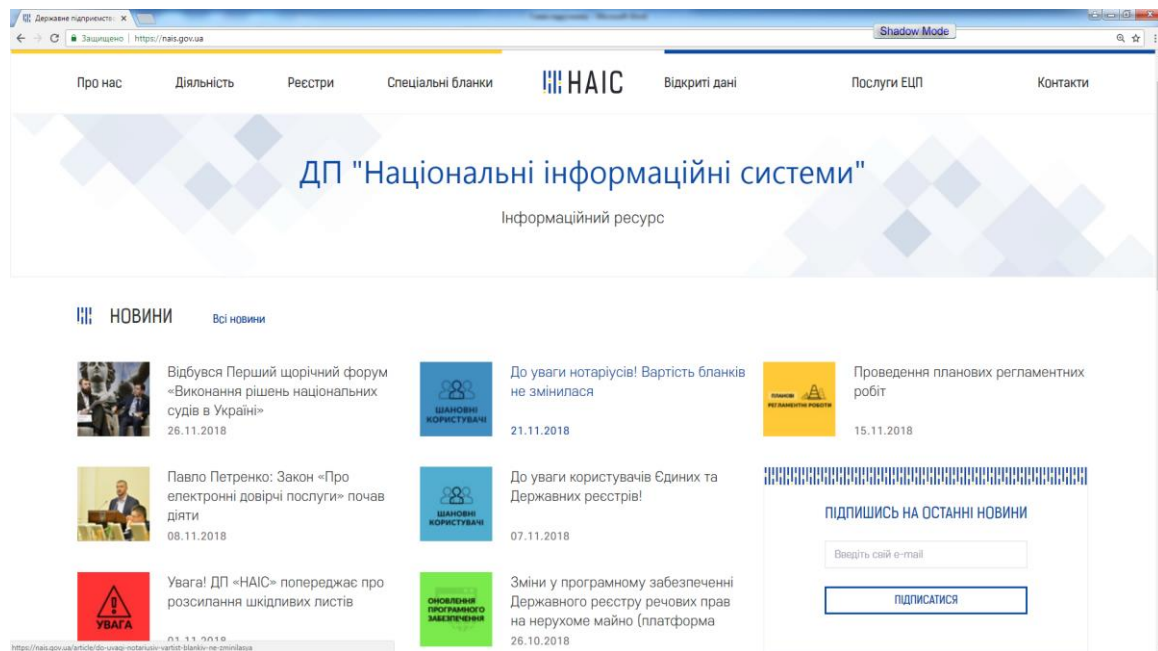 Державне підприємств
Shadow Mode
Защищено | https://nais.gov.ua
Про нас Діяльність Реєстри Спеціальні бланки НАІС Відкриті дані Послуги ЕЦП Контакти
ДП "Національні інформаційні системи"
Інформаційний ресурс
НОВИНИ Всі новини
Відбувся Перший щорічний форум
«Виконання рішень національних
судів в Україні»
26.11.2018
ШАНОВНІ
КОРИСТУВАЧІ
До уваги нотаріусів! Вартість бланків
не змінилася
21.11.2018
ПЛАНОВІ
РЕГЛАМЕНТНІ РОБОТИ
Проведення планових регламентних
робіт
15.11.2018
Павло Петренко: Закон «Про
електронні довірчі послуги» почав
діяти
08.11.2018
ШАНОВНІ
КОРИСТУВАЧІ
До уваги користувачів Єдиних та
Державних реєстрів!
07.11.2018
ПІДПИШИСЬ НА ОСТАННІ НОВИНИ
Введіть свій e-mail
ПІДПИСАТИСЯ
УВАГА
Увага! ДП «НАІС» попереджає про
розсилання шкідливих листів
01.11.2018
ОНОВЛЕННЯ
ПРОГРАМНОГО
ЗАБЕЗПЕЧЕННЯ
Зміни у програмному забезпеченні
Державного реєстру речових прав
на нерухоме майно (платформа
26.10.2018
https://nais.gov.ua/article/do-uvagi-notariusiv-vartist-blankiv-ne-zminilasya